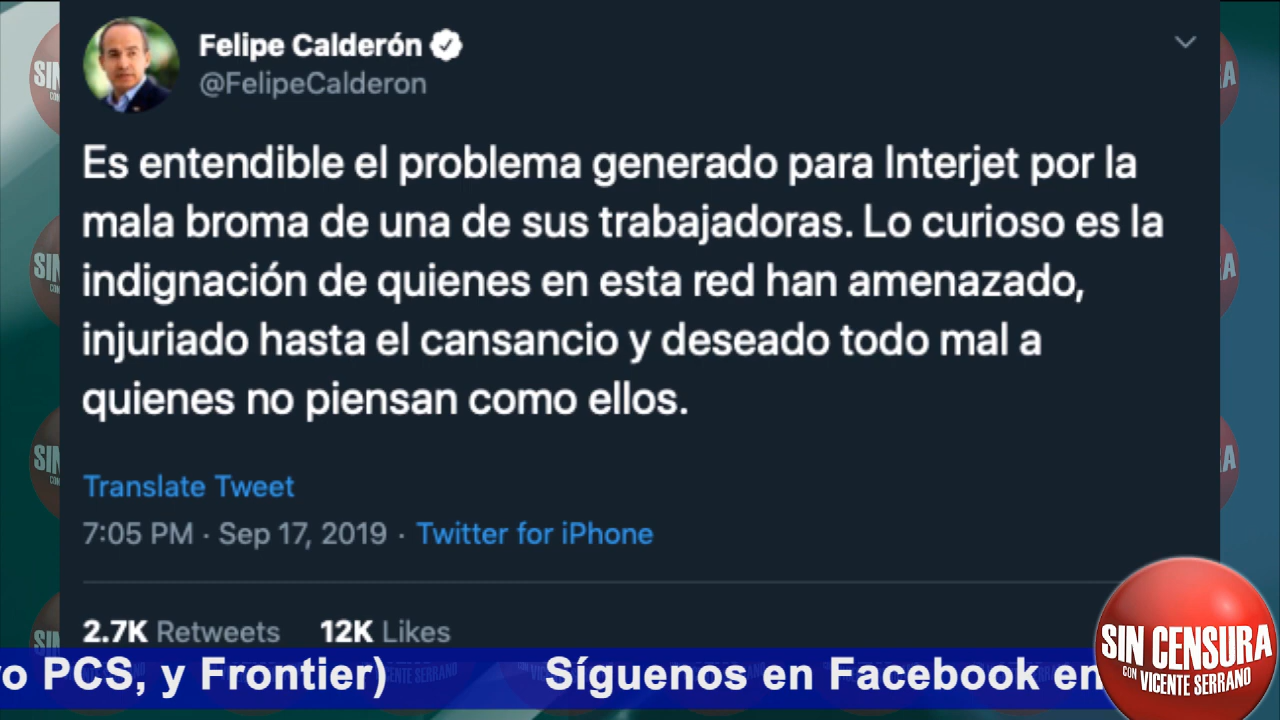 Felipe Calderón
@FelipeCalderon
Es entendible el problema generado para Interjet por la
mala broma de una de sus trabajadoras. Lo curioso es la
indignación de quienes en esta red han amenazado,
injuriado hasta el cansancio y deseado todo mal a
quienes no piensan como ellos.
Translate Tweet
7:05 PM · Sep 17, 2019 · Twitter for iPhone
2.7K Retweets 12K Likes
o PCS, y Frontier) Síguenos en Facebook en
SIN CENSURA
CON VICENTE SERRANO